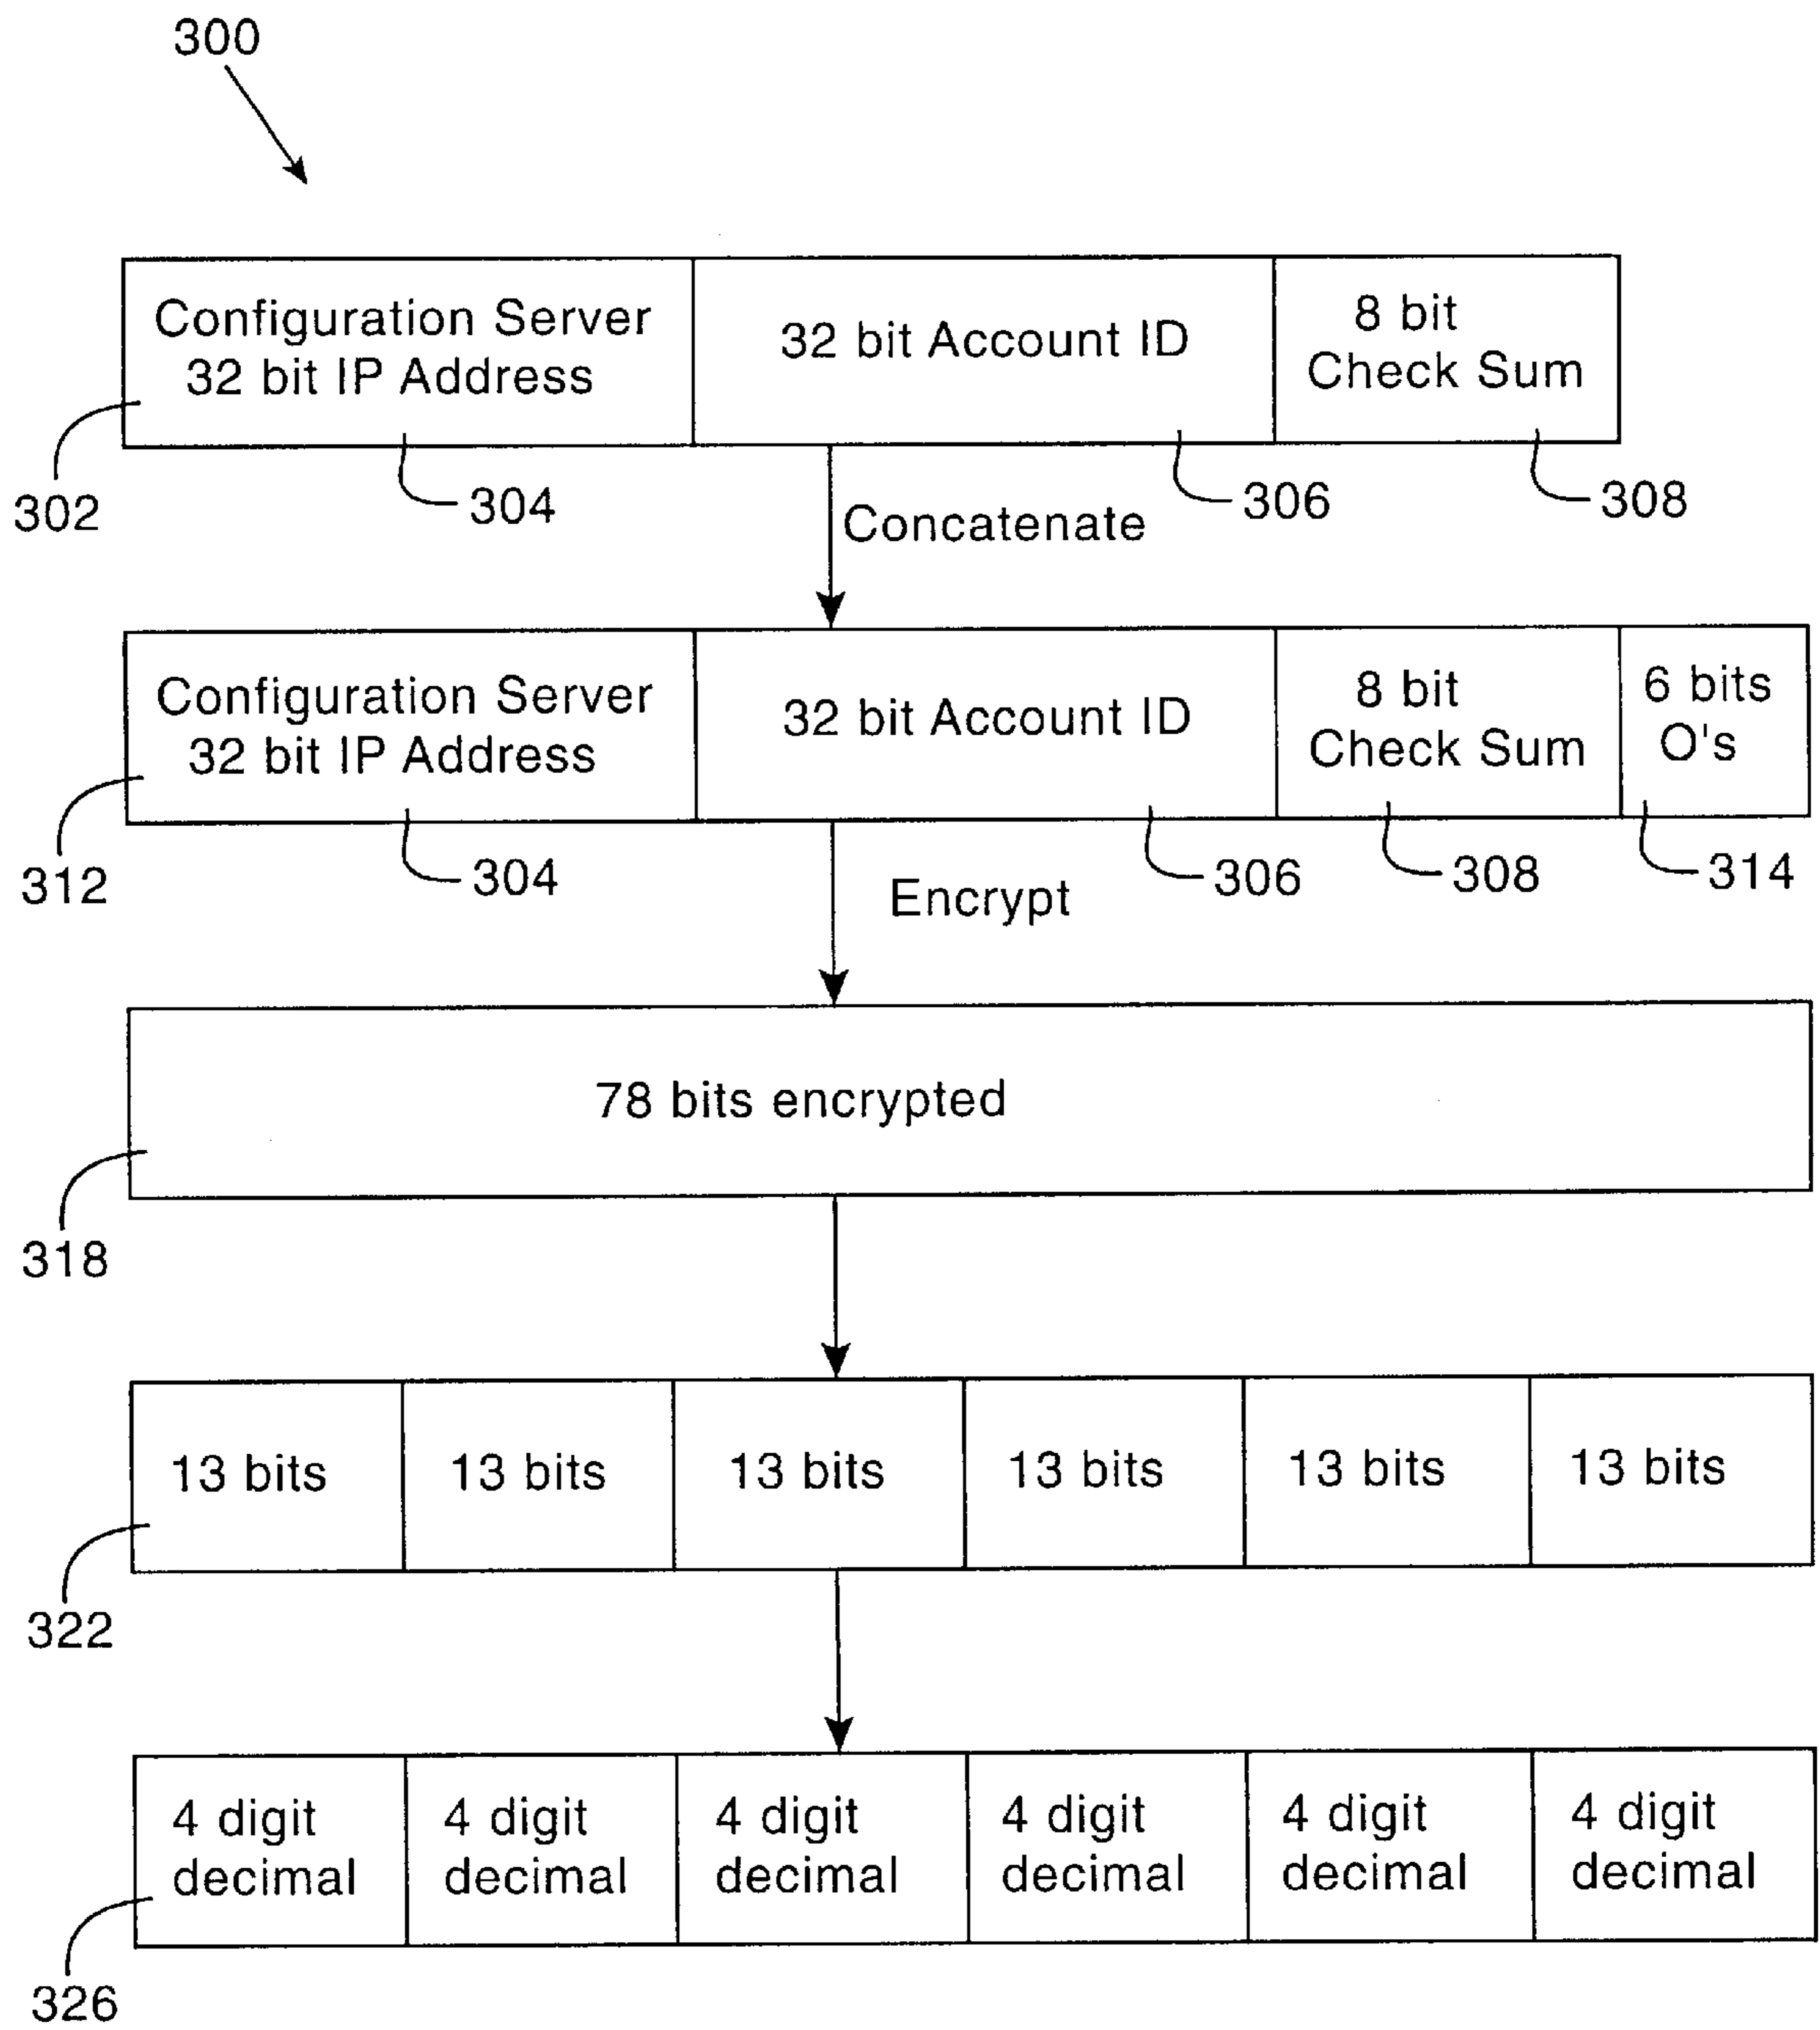 300
Configuration Server
32 bit IP Address
32 bit Account ID
8 bit
Check Sum
302
304
306
308
Concatenate
Configuration Server
32 bit IP Address
32 bit Account ID
8 bit
Check Sum
6 bits
O's
312
304
306
308
314
Encrypt
78 bits encrypted
318
13 bits
13 bits
13 bits
13 bits
13 bits
13 bits
322
4 digit
decimal
4 digit
decimal
4 digit
decimal
4 digit
decimal
4 digit
decimal
4 digit
decimal
326